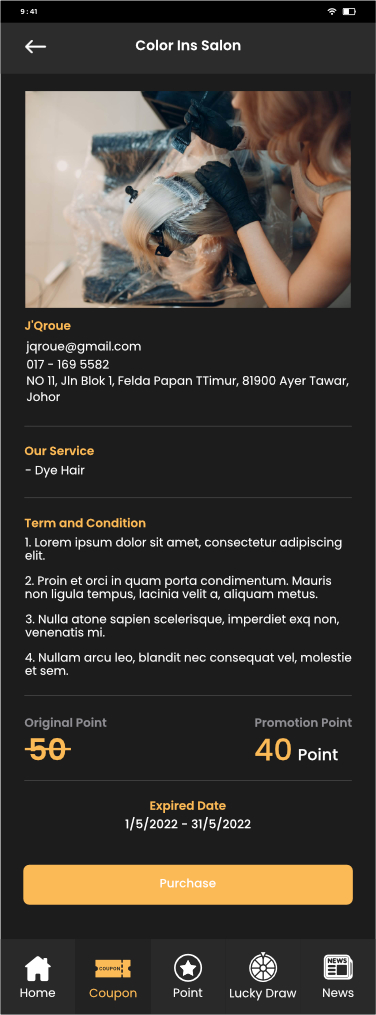 9:41
Color Ins Salon
J'Qroue
jqroue@gmail.com
017 - 169 5582
NO 11, Jln Blok 1, Felda Papan TTimur, 81900 Ayer Tawar,
Johor
Our Service
- Dye Hair
Term and Condition
1. Lorem ipsum dolor sit amet, consectetur adipiscing
elit.
2. Proin et orci in quam porta condimentum. Mauris
non ligula tempus, lacinia velit a, aliquam metus.
3. Nulla atone sapien scelerisque, imperdiet exq non,
venenatis mi.
4. Nullam arcu leo, blandit nec consequat vel, molestie
et sem.
Original Point Promotion Point
50 40 Point
Expired Date
1/5/2022 - 31/5/2022
Purchase
COUPON NEWS
Home Coupon Point Lucky Draw News